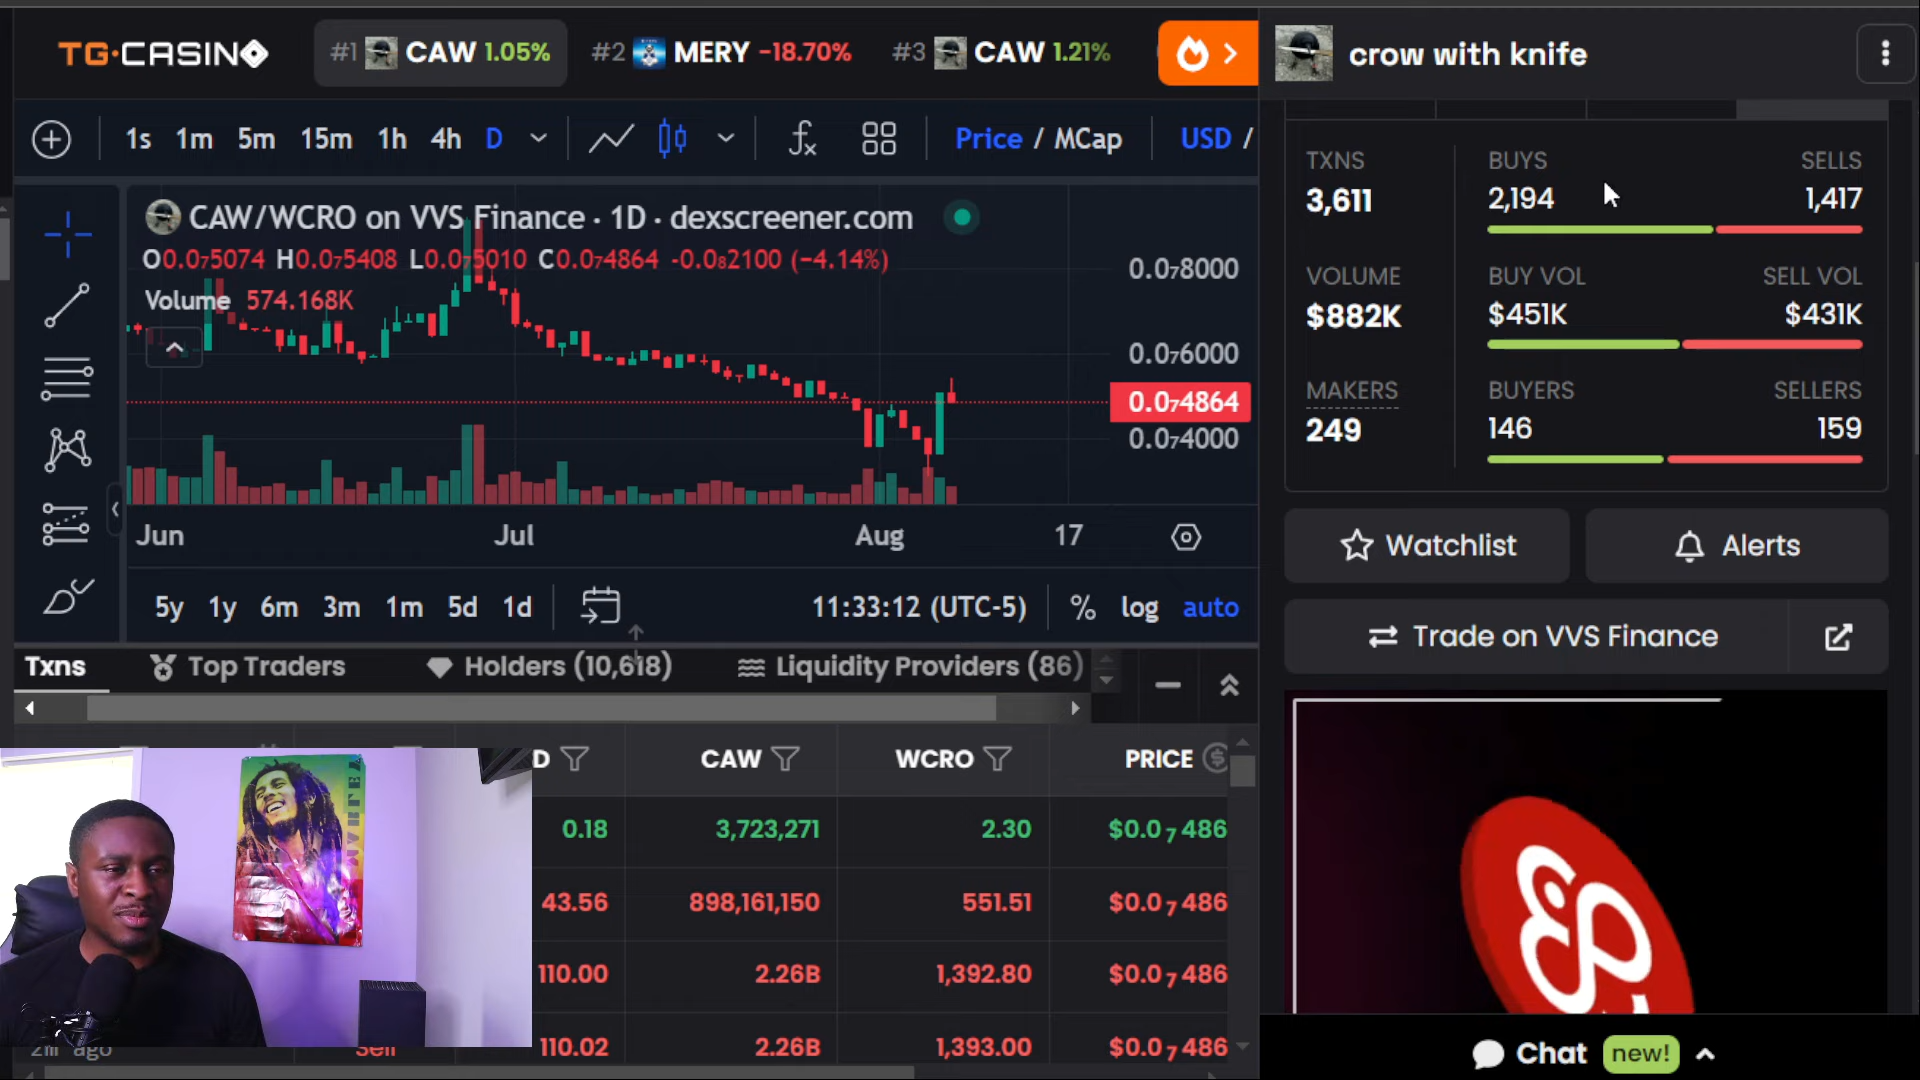 TG·CASINO
#1 CAW 1.05%
#2 MERY -18.70%
#3 CAW 1.21%
crow with knife
1s 1m 5m 15m 1h 4h D
Price / MCap
USD /
CAW/WCRO on VVS Finance · 1D · dexscreener.com
O0.0₇5074 H0.0₇5408 L0.0₇5010 C0.0₇4864 -0.0₈2100 (-4.14%)
Volume 574.168K
0.0₇8000
0.0₇6000
0.0₇4864
0.0₇4000
Jun Jul Aug 17
5y 1y 6m 3m 1m 5d 1d
11:33:12 (UTC-5) % log auto
Txns Top Traders Holders (10,618) Liquidity Providers (86)
D CAW WCRO PRICE
0.18 3,723,271 2.30 $0.0₇486
43.56 898,161,150 551.51 $0.0₇486
110.00 2.26B 1,392.80 $0.0₇486
2m ago Sell 110.02 2.26B 1,393.00 $0.0₇486
TXNS BUYS SELLS
3,611 2,194 1,417
VOLUME BUY VOL SELL VOL
$882K $451K $431K
MAKERS BUYERS SELLERS
249 146 159
Watchlist Alerts
Trade on VVS Finance
Chat new!